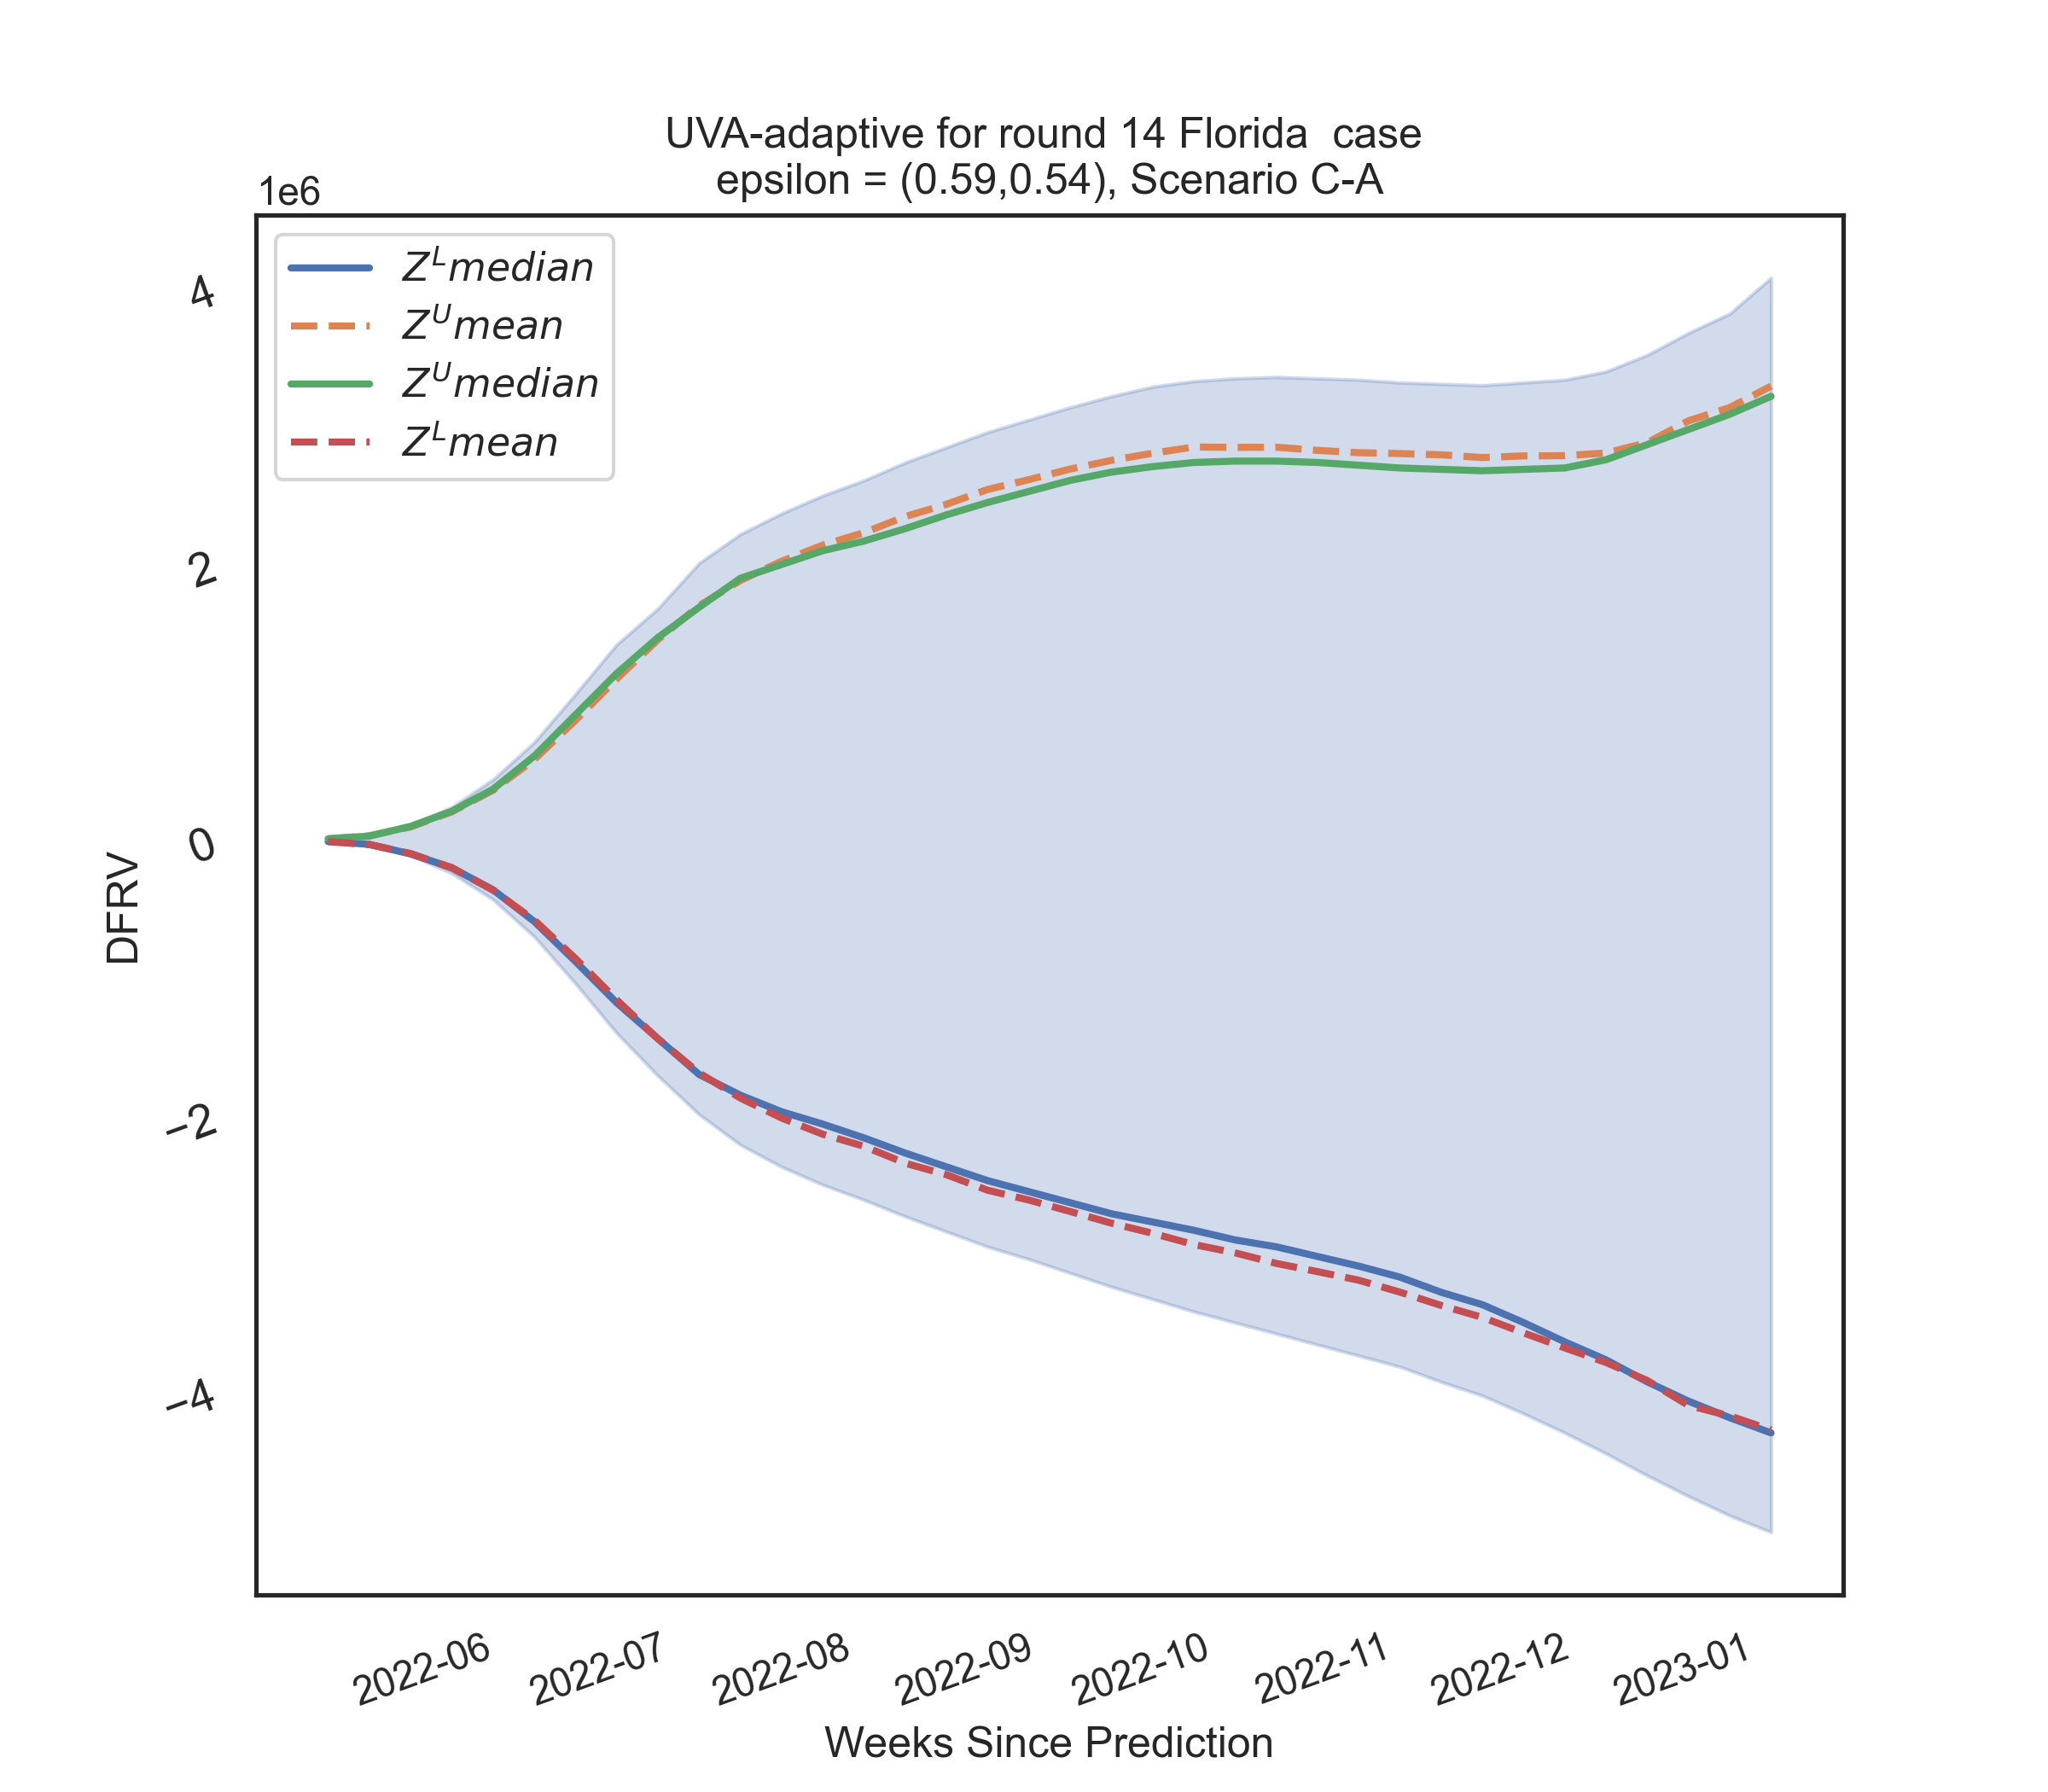 UVA-adaptive for round 14 Florida  case
epsilon = (0.59,0.54), Scenario C-A
1e6
Z^L median
Z^U mean
Z^U median
Z^L mean
4
2
0
−2
−4
DFRV
2022-06
2022-07
2022-08
2022-09
2022-10
2022-11
2022-12
2023-01
Weeks Since Prediction